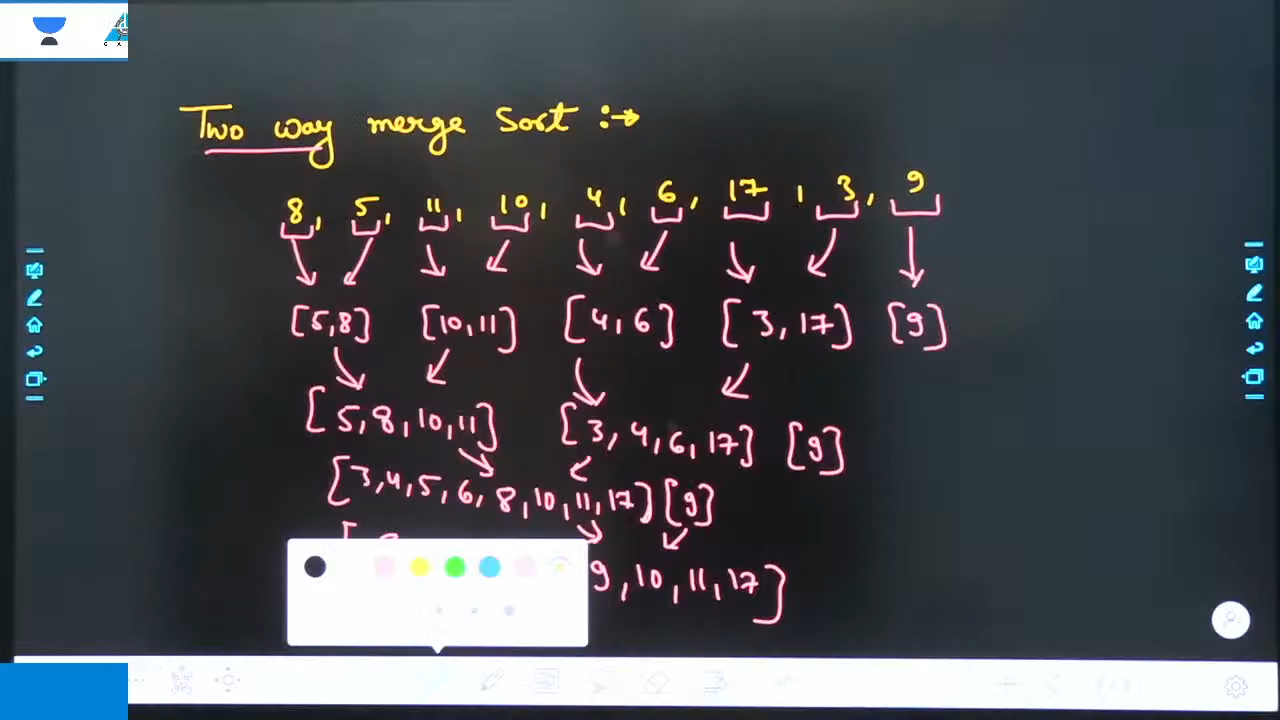 Two way merge sort :→
8, 5, 11, 10, 4, 6, 17, 3, 9
[5,8] [10,11] [4,6] [3,17] [9]
[5,8,10,11] [3,4,6,17] [9]
[3,4,5,6,8,10,11,17] [9]
9,10,11,17]